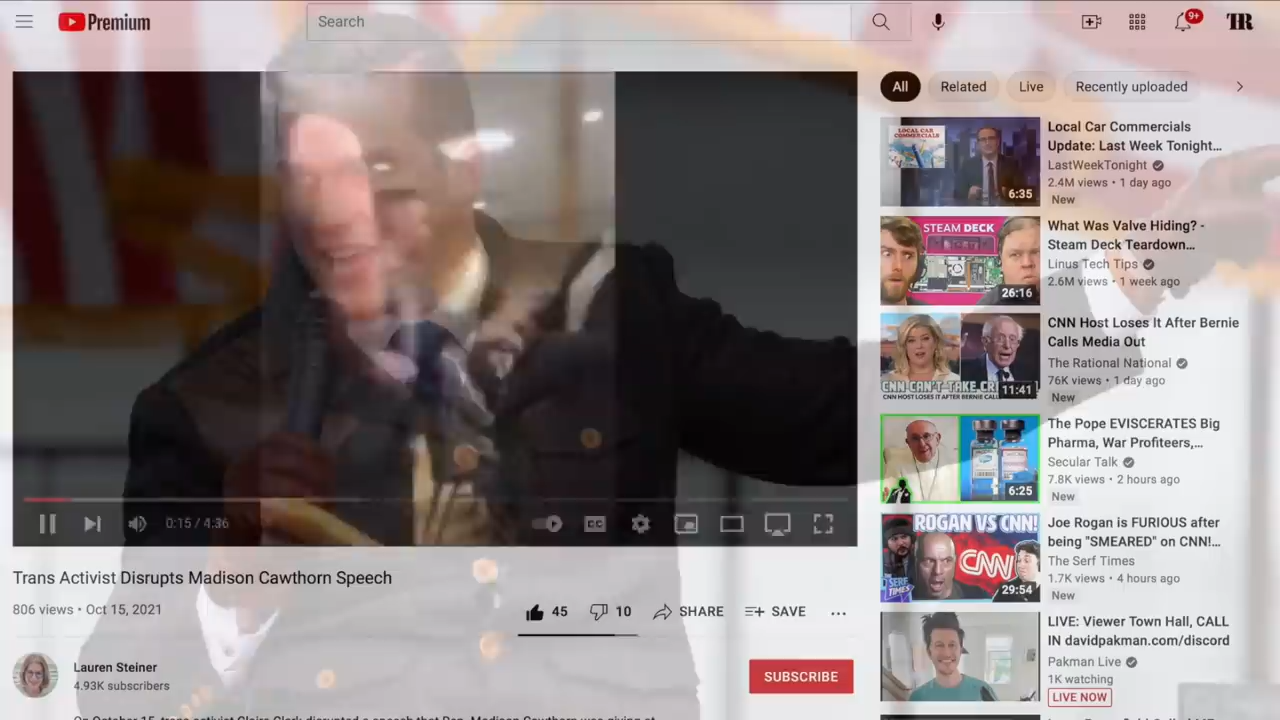 Premium
Search
9+
TR
All
Related
Live
Recently uploaded
LOCAL CAR
COMMERCIALS
6:35
Local Car Commercials
Update: Last Week Tonight…
LastWeekTonight
2.4M views • 1 day ago
New
STEAM DECK
26:16
What Was Valve Hiding? -
Steam Deck Teardown…
Linus Tech Tips
2.6M views • 1 week ago
11:41
CNN Host Loses It After Bernie
Calls Media Out
The Rational National
76K views • 1 day ago
New
6:25
The Pope EVISCERATES Big
Pharma, War Profiteers,…
Secular Talk
7.8K views • 2 hours ago
New
ROGAN VS CNN!
CNN
SERF
TIMES
29:54
Joe Rogan is FURIOUS after
being "SMEARED" on CNN!…
The Serf Times
1.7K views • 4 hours ago
New
LIVE: Viewer Town Hall, CALL
IN davidpakman.com/discord
Pakman Live
1K watching
LIVE NOW
0:15 / 4:36
CC
Trans Activist Disrupts Madison Cawthorn Speech
806 views • Oct 15, 2021
45
10
SHARE
SAVE
Lauren Steiner
4.93K subscribers
SUBSCRIBE